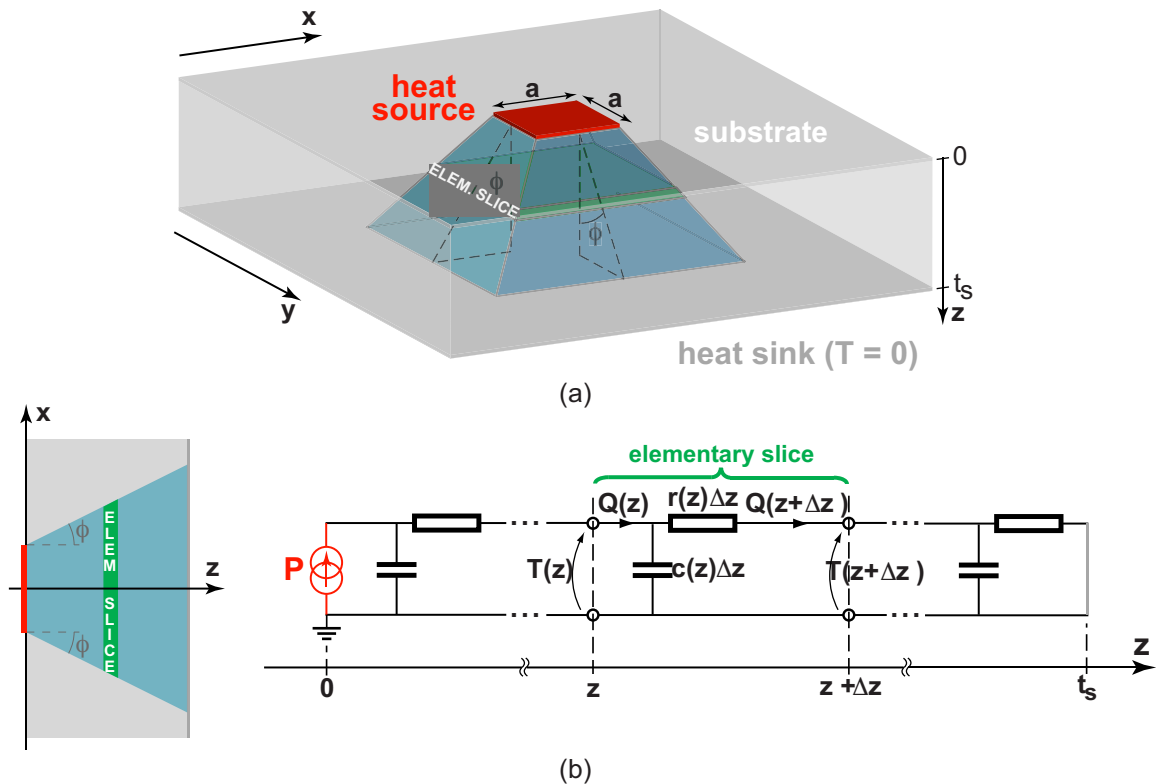 x
heat
source
a
a
substrate
0
ELEM. SLICE
ϕ
ϕ
t_s
z
y
heat sink (T = 0)
(a)
x
ϕ
ELEM SLICE
z
ϕ
elementary slice
Q(z)
r(z)Δz
Q(z+Δz )
...
...
P
T(z)
c(z)Δz
T(z+Δz )
...
...
z
0
z
z +Δz
t_s
(b)